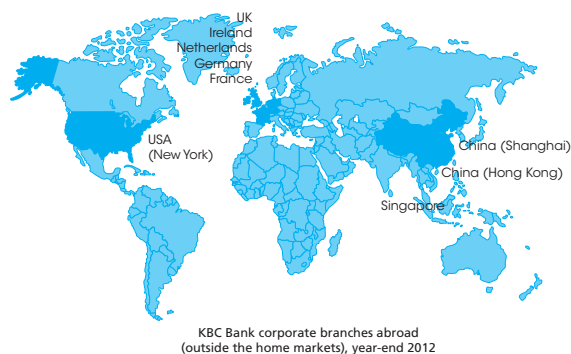 UK
Ireland
Netherlands
Germany
France
USA
(New York)
China (Shanghai)
China (Hong Kong)
Singapore
KBC Bank corporate branches abroad
(outside the home markets), year-end 2012